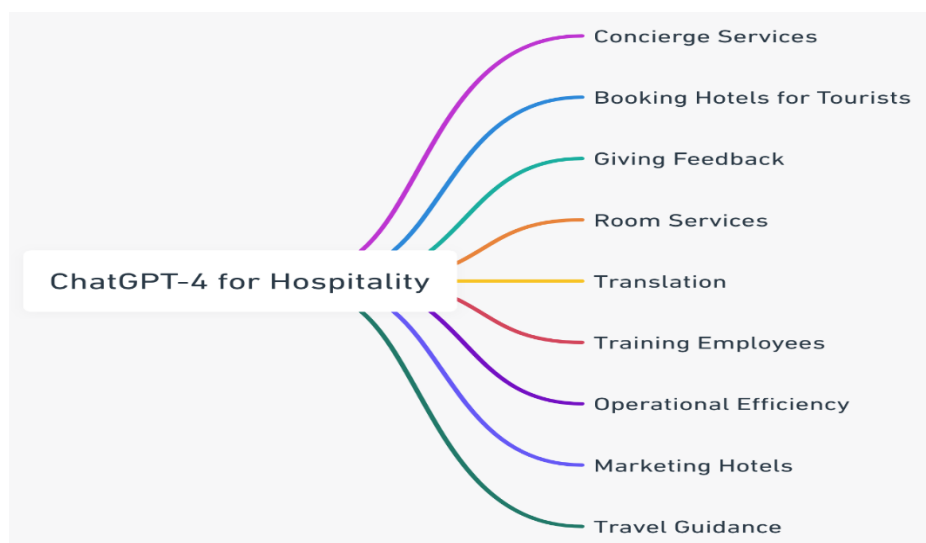 ChatGPT-4 for Hospitality
Concierge Services
Booking Hotels for Tourists
Giving Feedback
Room Services
Translation
Training Employees
Operational Efficiency
Marketing Hotels
Travel Guidance